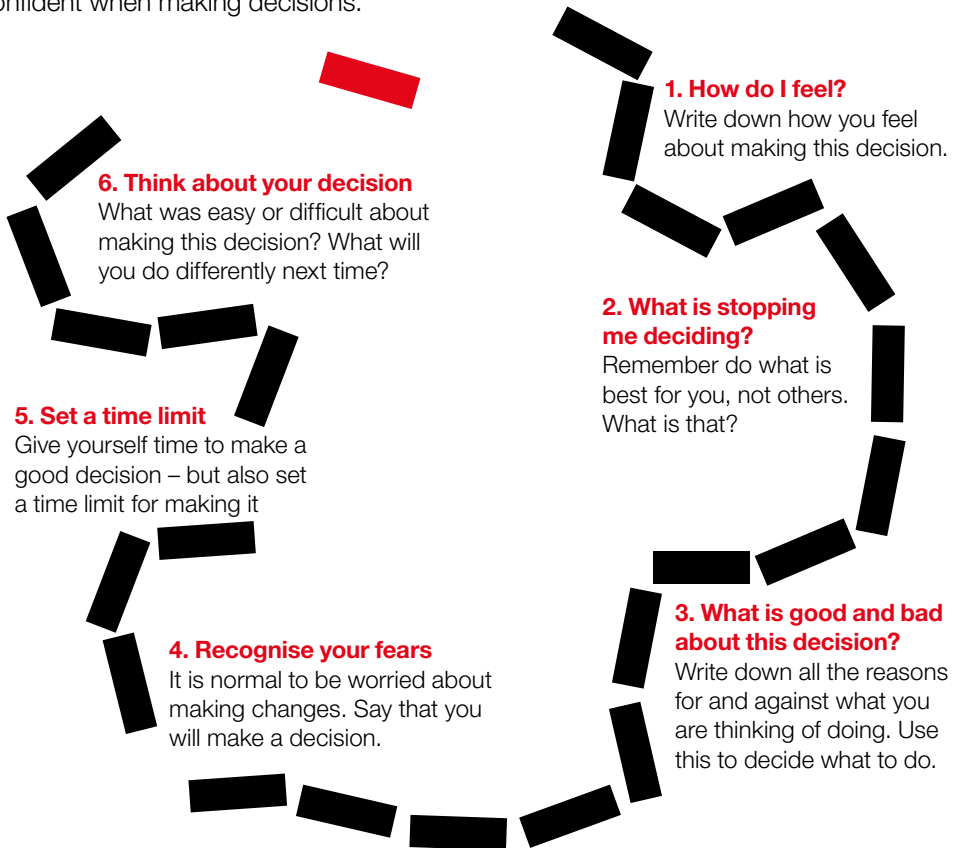 confident when making decisions.
1. How do I feel?
Write down how you feel
about making this decision.
2. What is stopping
me deciding?
Remember do what is
best for you, not others.
What is that?
3. What is good and bad
about this decision?
Write down all the reasons
for and against what you
are thinking of doing. Use
this to decide what to do.
4. Recognise your fears
It is normal to be worried about
making changes. Say that you
will make a decision.
5. Set a time limit
Give yourself time to make a
good decision – but also set
a time limit for making it
6. Think about your decision
What was easy or difficult about
making this decision? What will
you do differently next time?